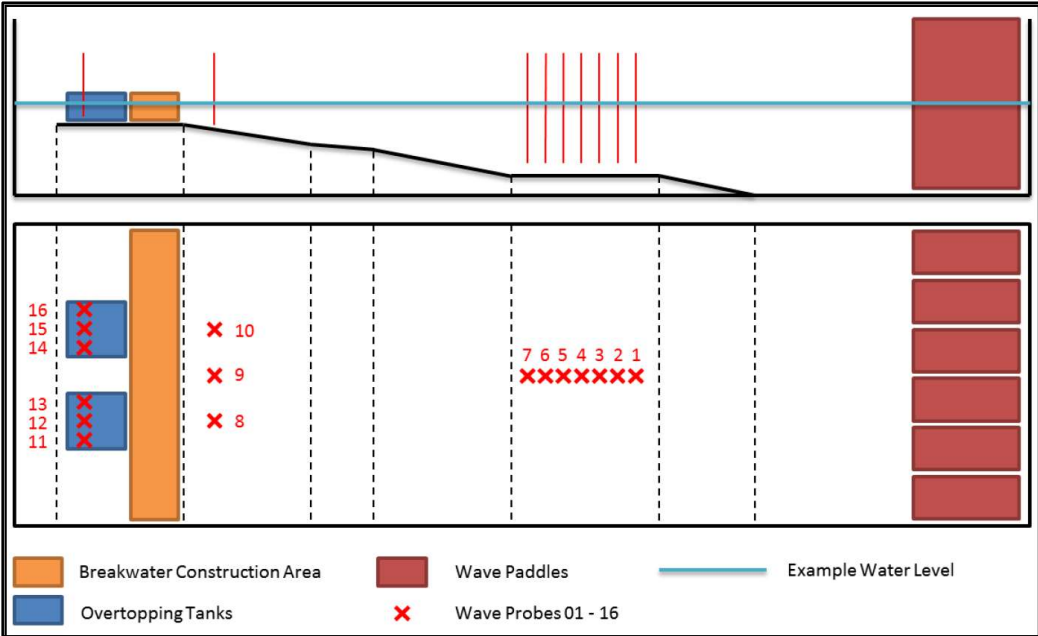 16
15
14
13
12
11
10
9
8
7 6 5 4 3 2 1
Breakwater Construction Area
Wave Paddles
Example Water Level
Overtopping Tanks
Wave Probes 01 - 16